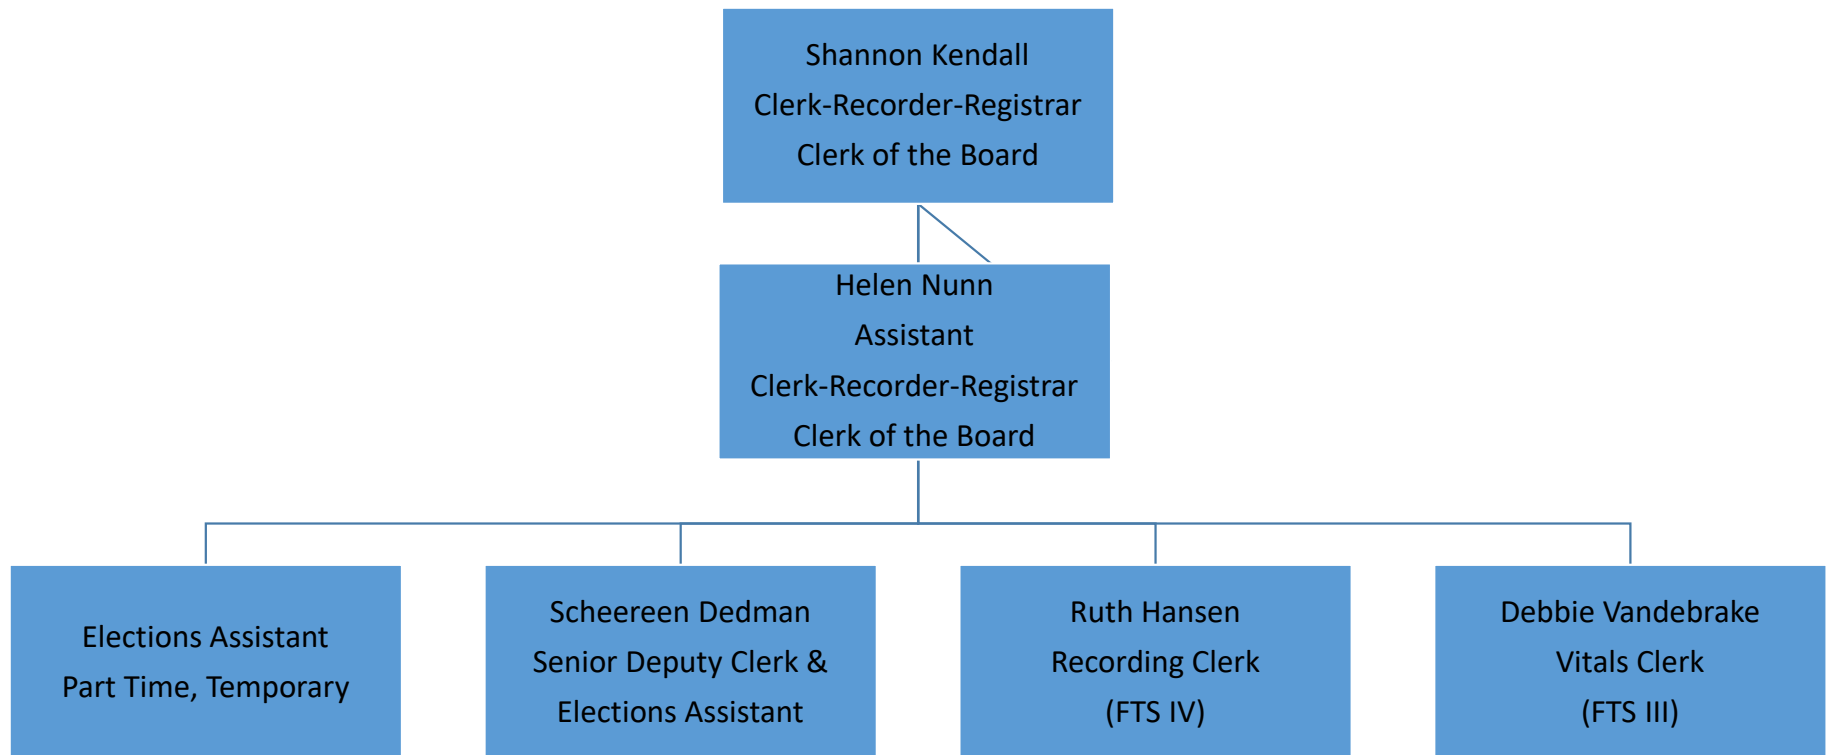 Shannon Kendall
Clerk-Recorder-Registrar
Clerk of the Board
Helen Nunn
Assistant
Clerk-Recorder-Registrar
Clerk of the Board
Elections Assistant
Part Time, Temporary
Scheereen Dedman
Senior Deputy Clerk &
Elections Assistant
Ruth Hansen
Recording Clerk
(FTS IV)
Debbie Vandebrake
Vitals Clerk
(FTS III)